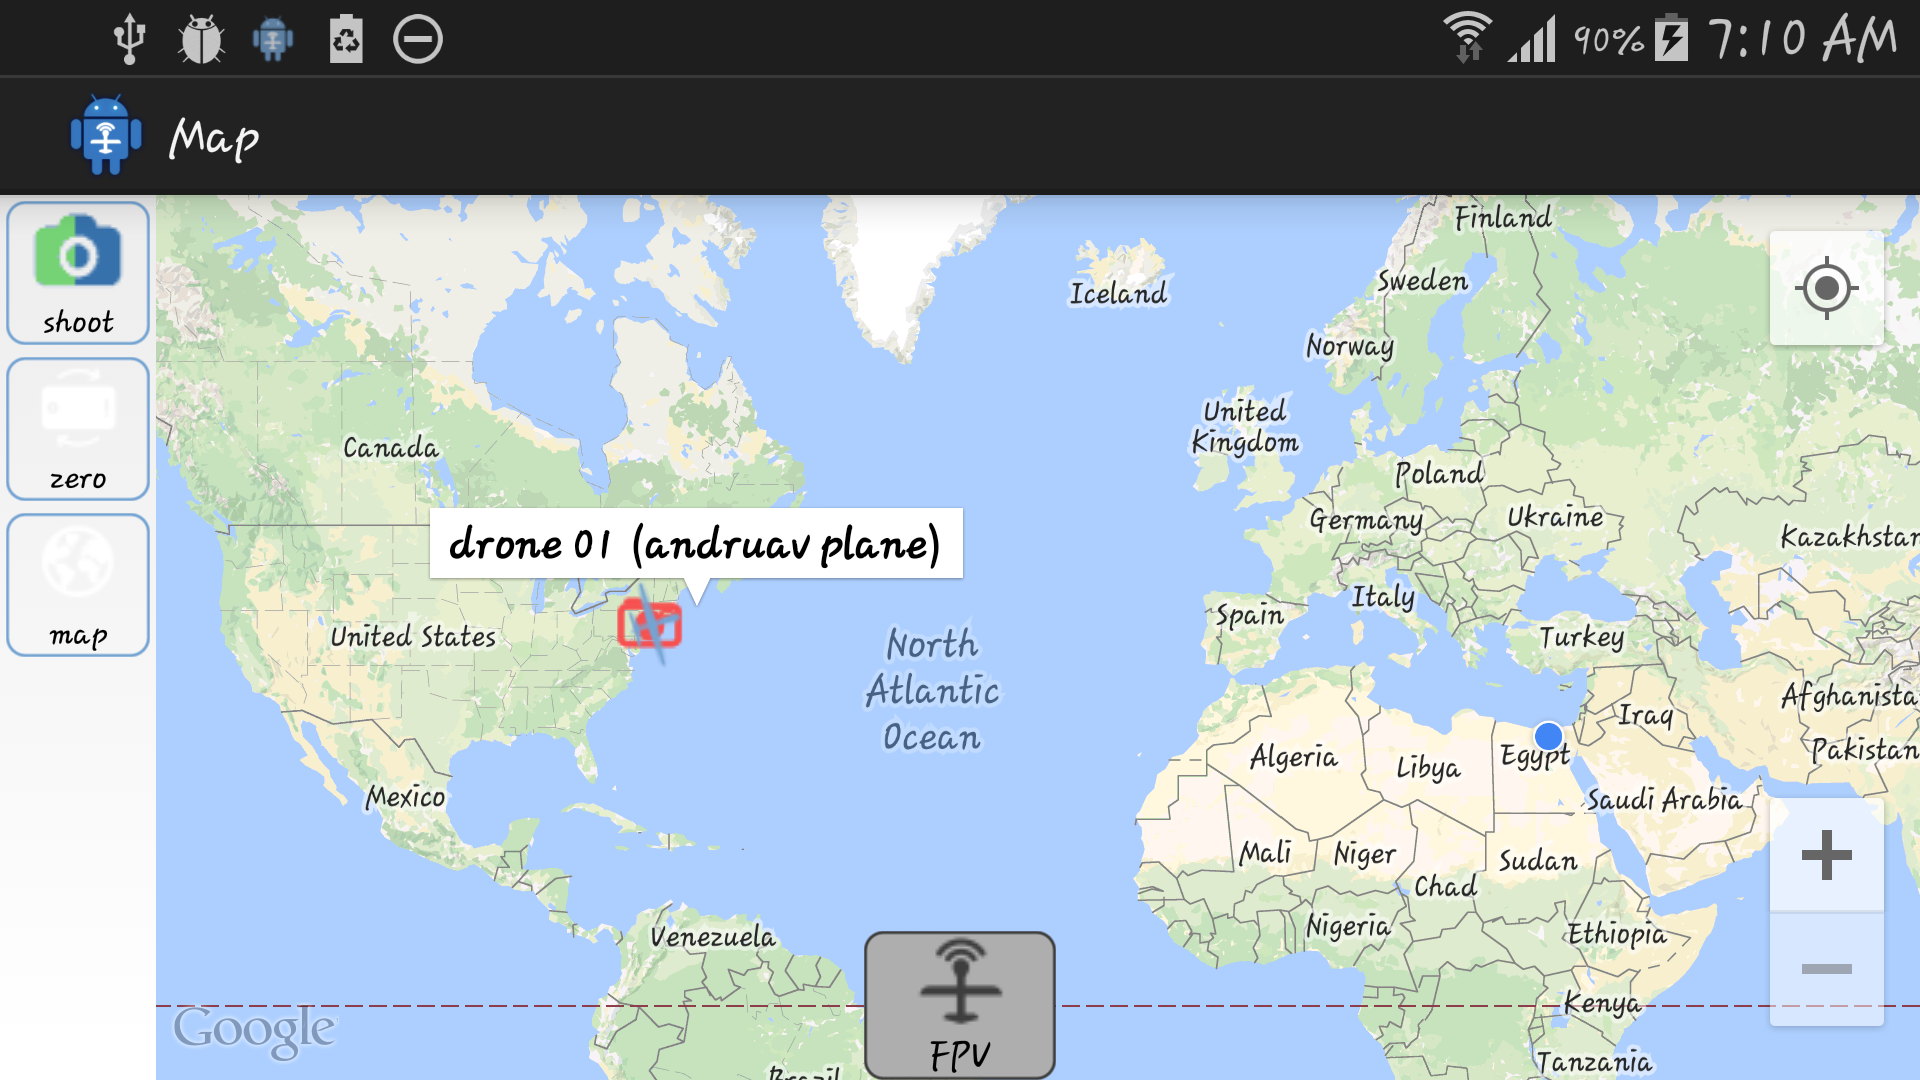 90% 7:10 AM
Map
shoot
zero
map
Finland
Sweden
Iceland
Norway
United
Kingdom
Canada
Poland
Germany
Ukraine
Kazakhstan
drone 01 (andruav plane)
Italy
Spain
United States
Turkey
North
Atlantic
Ocean
Afghanista
Iraq
Algeria
Libya
Egypt
Pakistan
Mexico
Saudi Arabia
Mali
Niger
Sudan
Chad
Nigeria
Ethiopia
Venezuela
Kenya
Google
FPV
Tanzania
Brazil